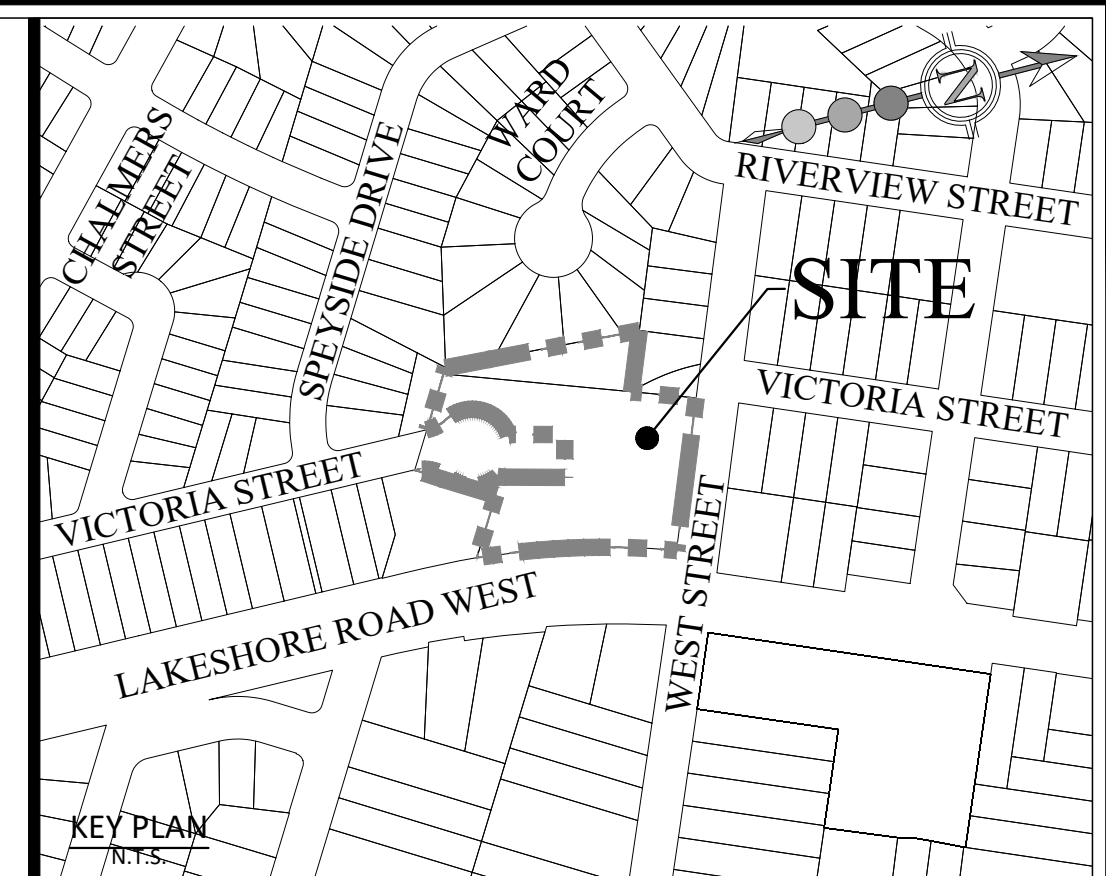 WARD
COURT
CHALMERS
STREET
SPEYSIDE DRIVE
N
RIVERVIEW STREET
SITE
VICTORIA STREET
VICTORIA STREET
LAKESHORE ROAD WEST
WEST STREET
KEY PLAN
N.T.S.